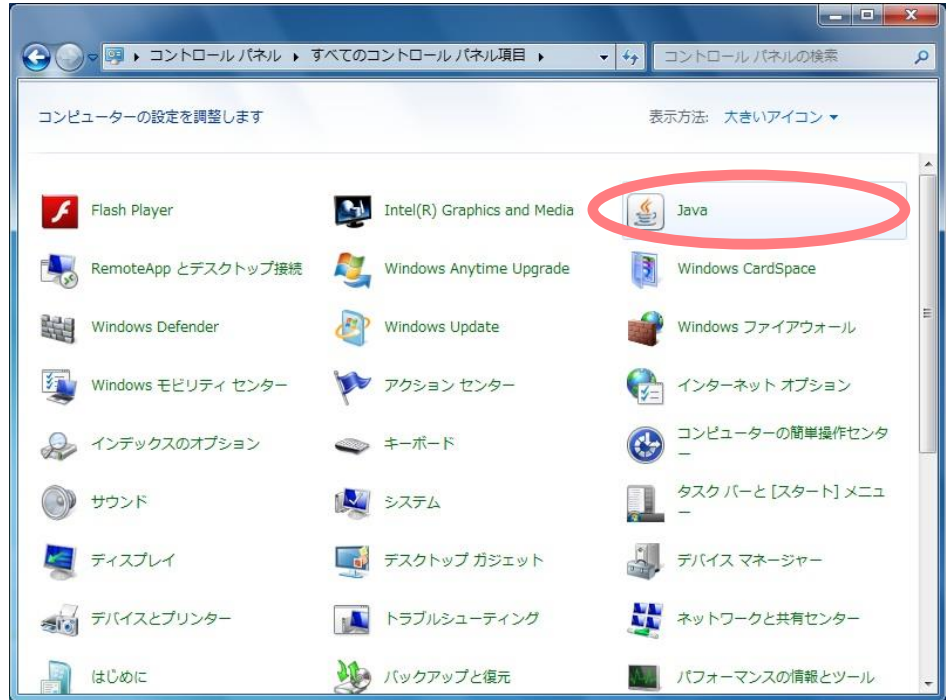 コントロール パネル ▸ すべてのコントロール パネル項目 ▸
コントロール パネルの検索
コンピューターの設定を調整します
表示方法: 大きいアイコン
Flash Player
Intel(R) Graphics and Media
Java
RemoteApp とデスクトップ接続
Windows Anytime Upgrade
Windows CardSpace
Windows Defender
Windows Update
Windows ファイアウォール
Windows モビリティ センター
アクション センター
インターネット オプション
インデックスのオプション
キーボード
コンピューターの簡単操作センタ
ー
サウンド
システム
タスク バーと [スタート] メニュ
ー
ディスプレイ
デスクトップ ガジェット
デバイス マネージャー
デバイスとプリンター
トラブルシューティング
ネットワークと共有センター
はじめに
バックアップと復元
パフォーマンスの情報とツール